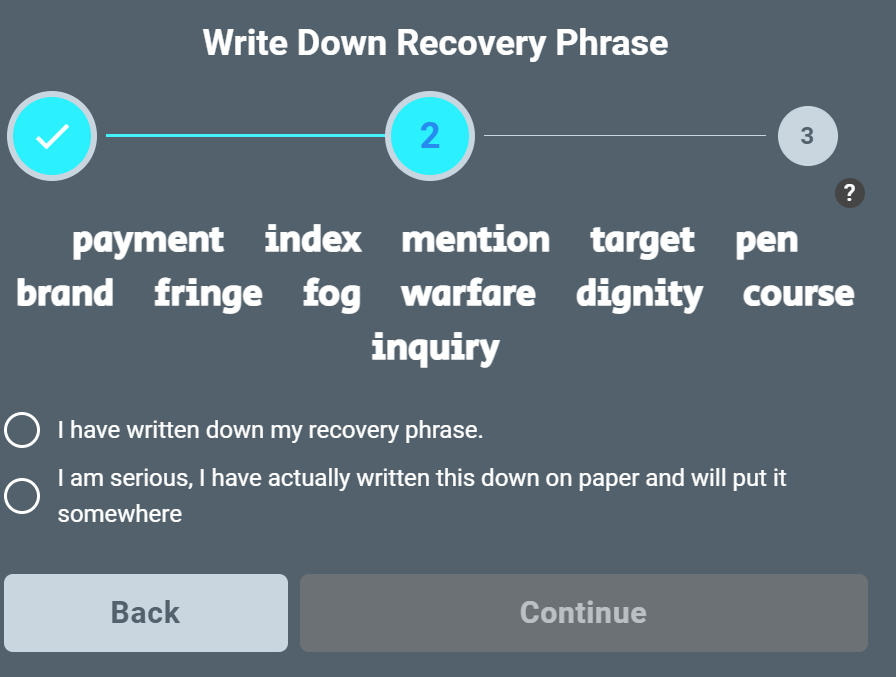 Write Down Recovery Phrase
2
3
?
payment index mention target pen
brand fringe fog warfare dignity course
inquiry
I have written down my recovery phrase.
I am serious, I have actually written this down on paper and will put it
somewhere
Back
Continue